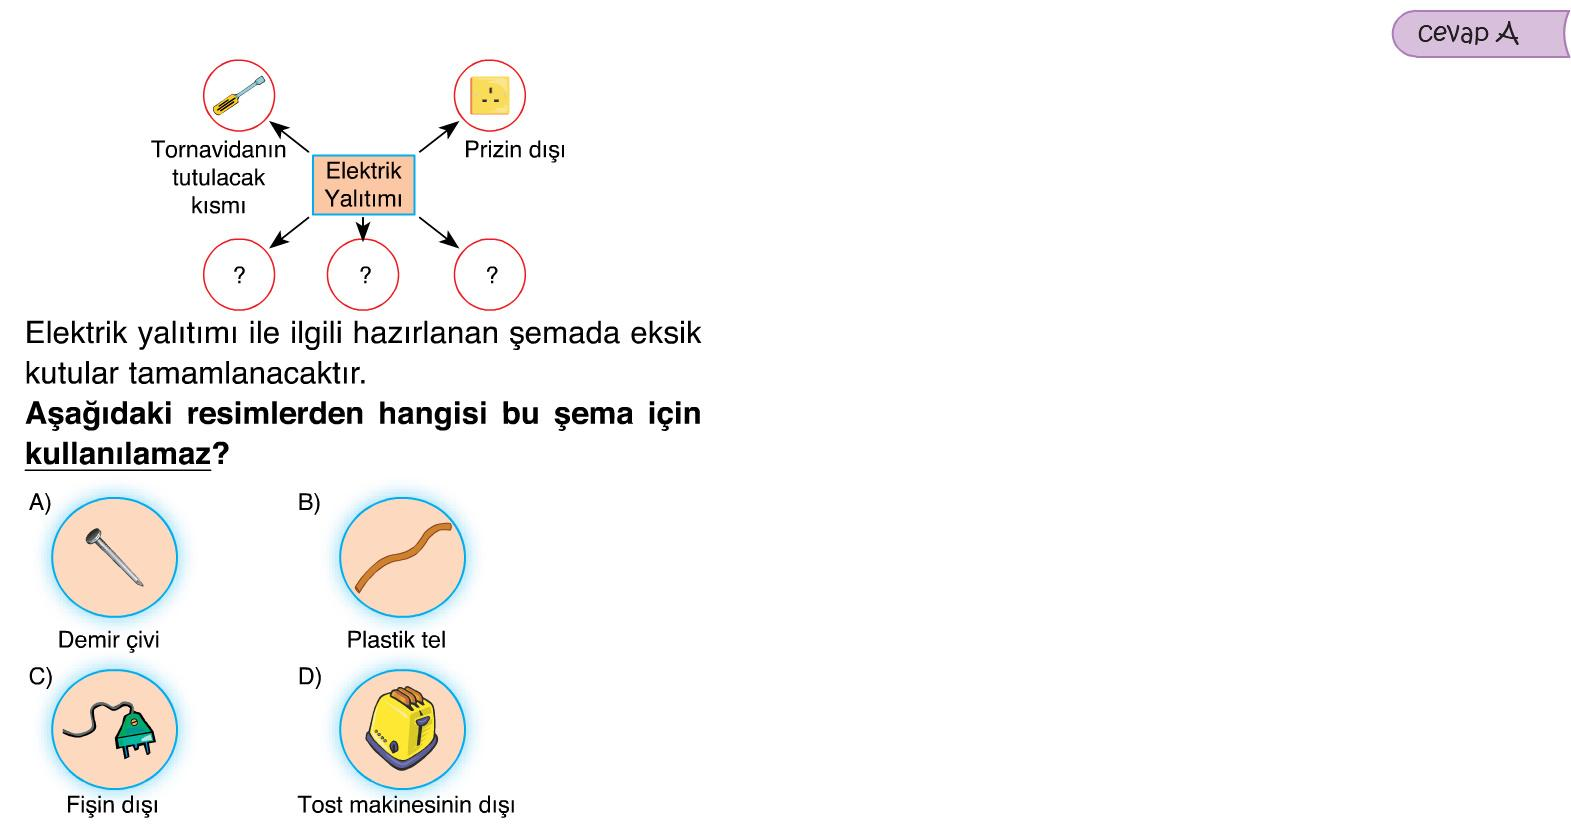 cevap A
Tornavidanın
tutulacak
kısmı
Prizin dışı
Elektrik
Yalıtımı
?
?
?
Elektrik yalıtımı ile ilgili hazırlanan şemada eksik
kutular tamamlanacaktır.
Aşağıdaki resimlerden hangisi bu şema için
kullanılamaz?
A)
Demir çivi
B)
Plastik tel
C)
Fişin dışı
D)
Tost makinesinin dışı